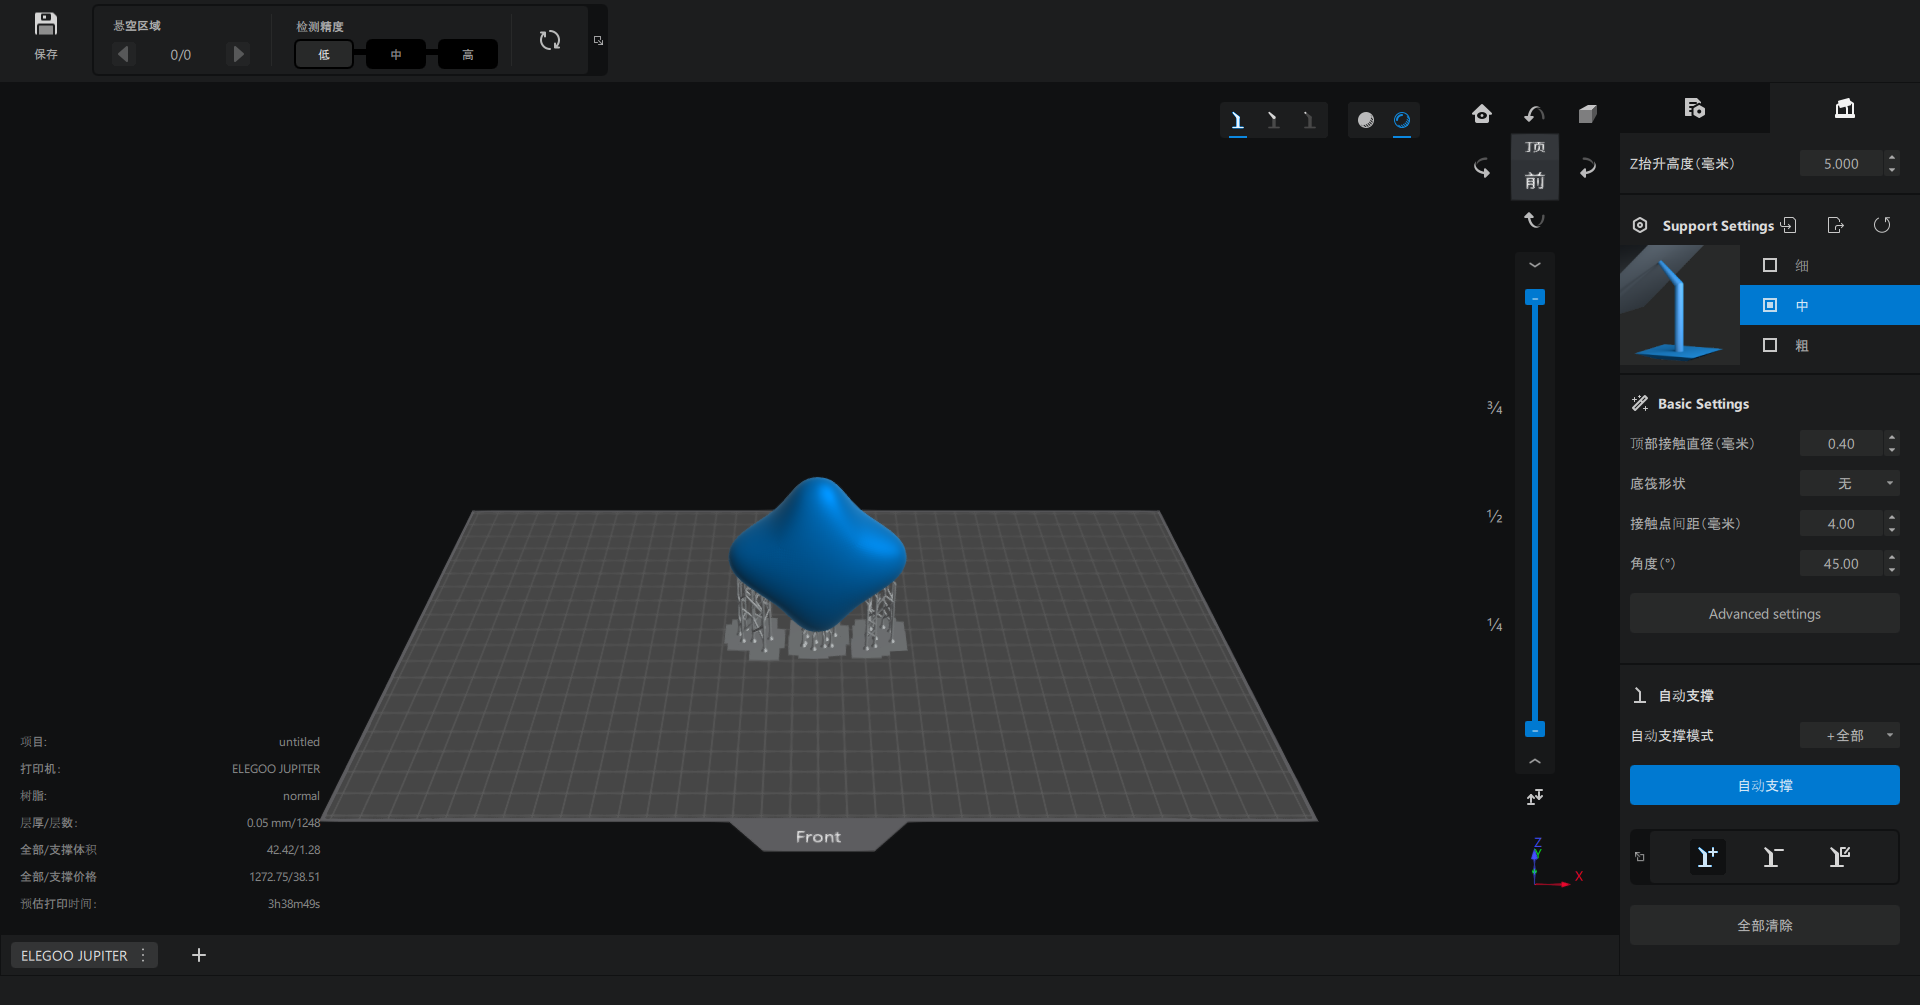 保存
悬空区域
0/0
检测精度
低
中
高
顶
前
¾
½
¼
Z
Y
X
Front
项目: untitled
打印机: ELEGOO JUPITER
树脂: normal
层厚/层数: 0.05 mm/1248
全部/支撑体积 42.42/1.28
全部/支撑价格 1272.75/38.51
预估打印时间: 3h38m49s
ELEGOO JUPITER
Z抬升高度(毫米) 5.000
Support Settings
细
中
粗
Basic Settings
顶部接触直径(毫米) 0.40
底筏形状 无
接触点间距(毫米) 4.00
角度(°) 45.00
Advanced settings
自动支撑
自动支撑模式 +全部
自动支撑
全部清除